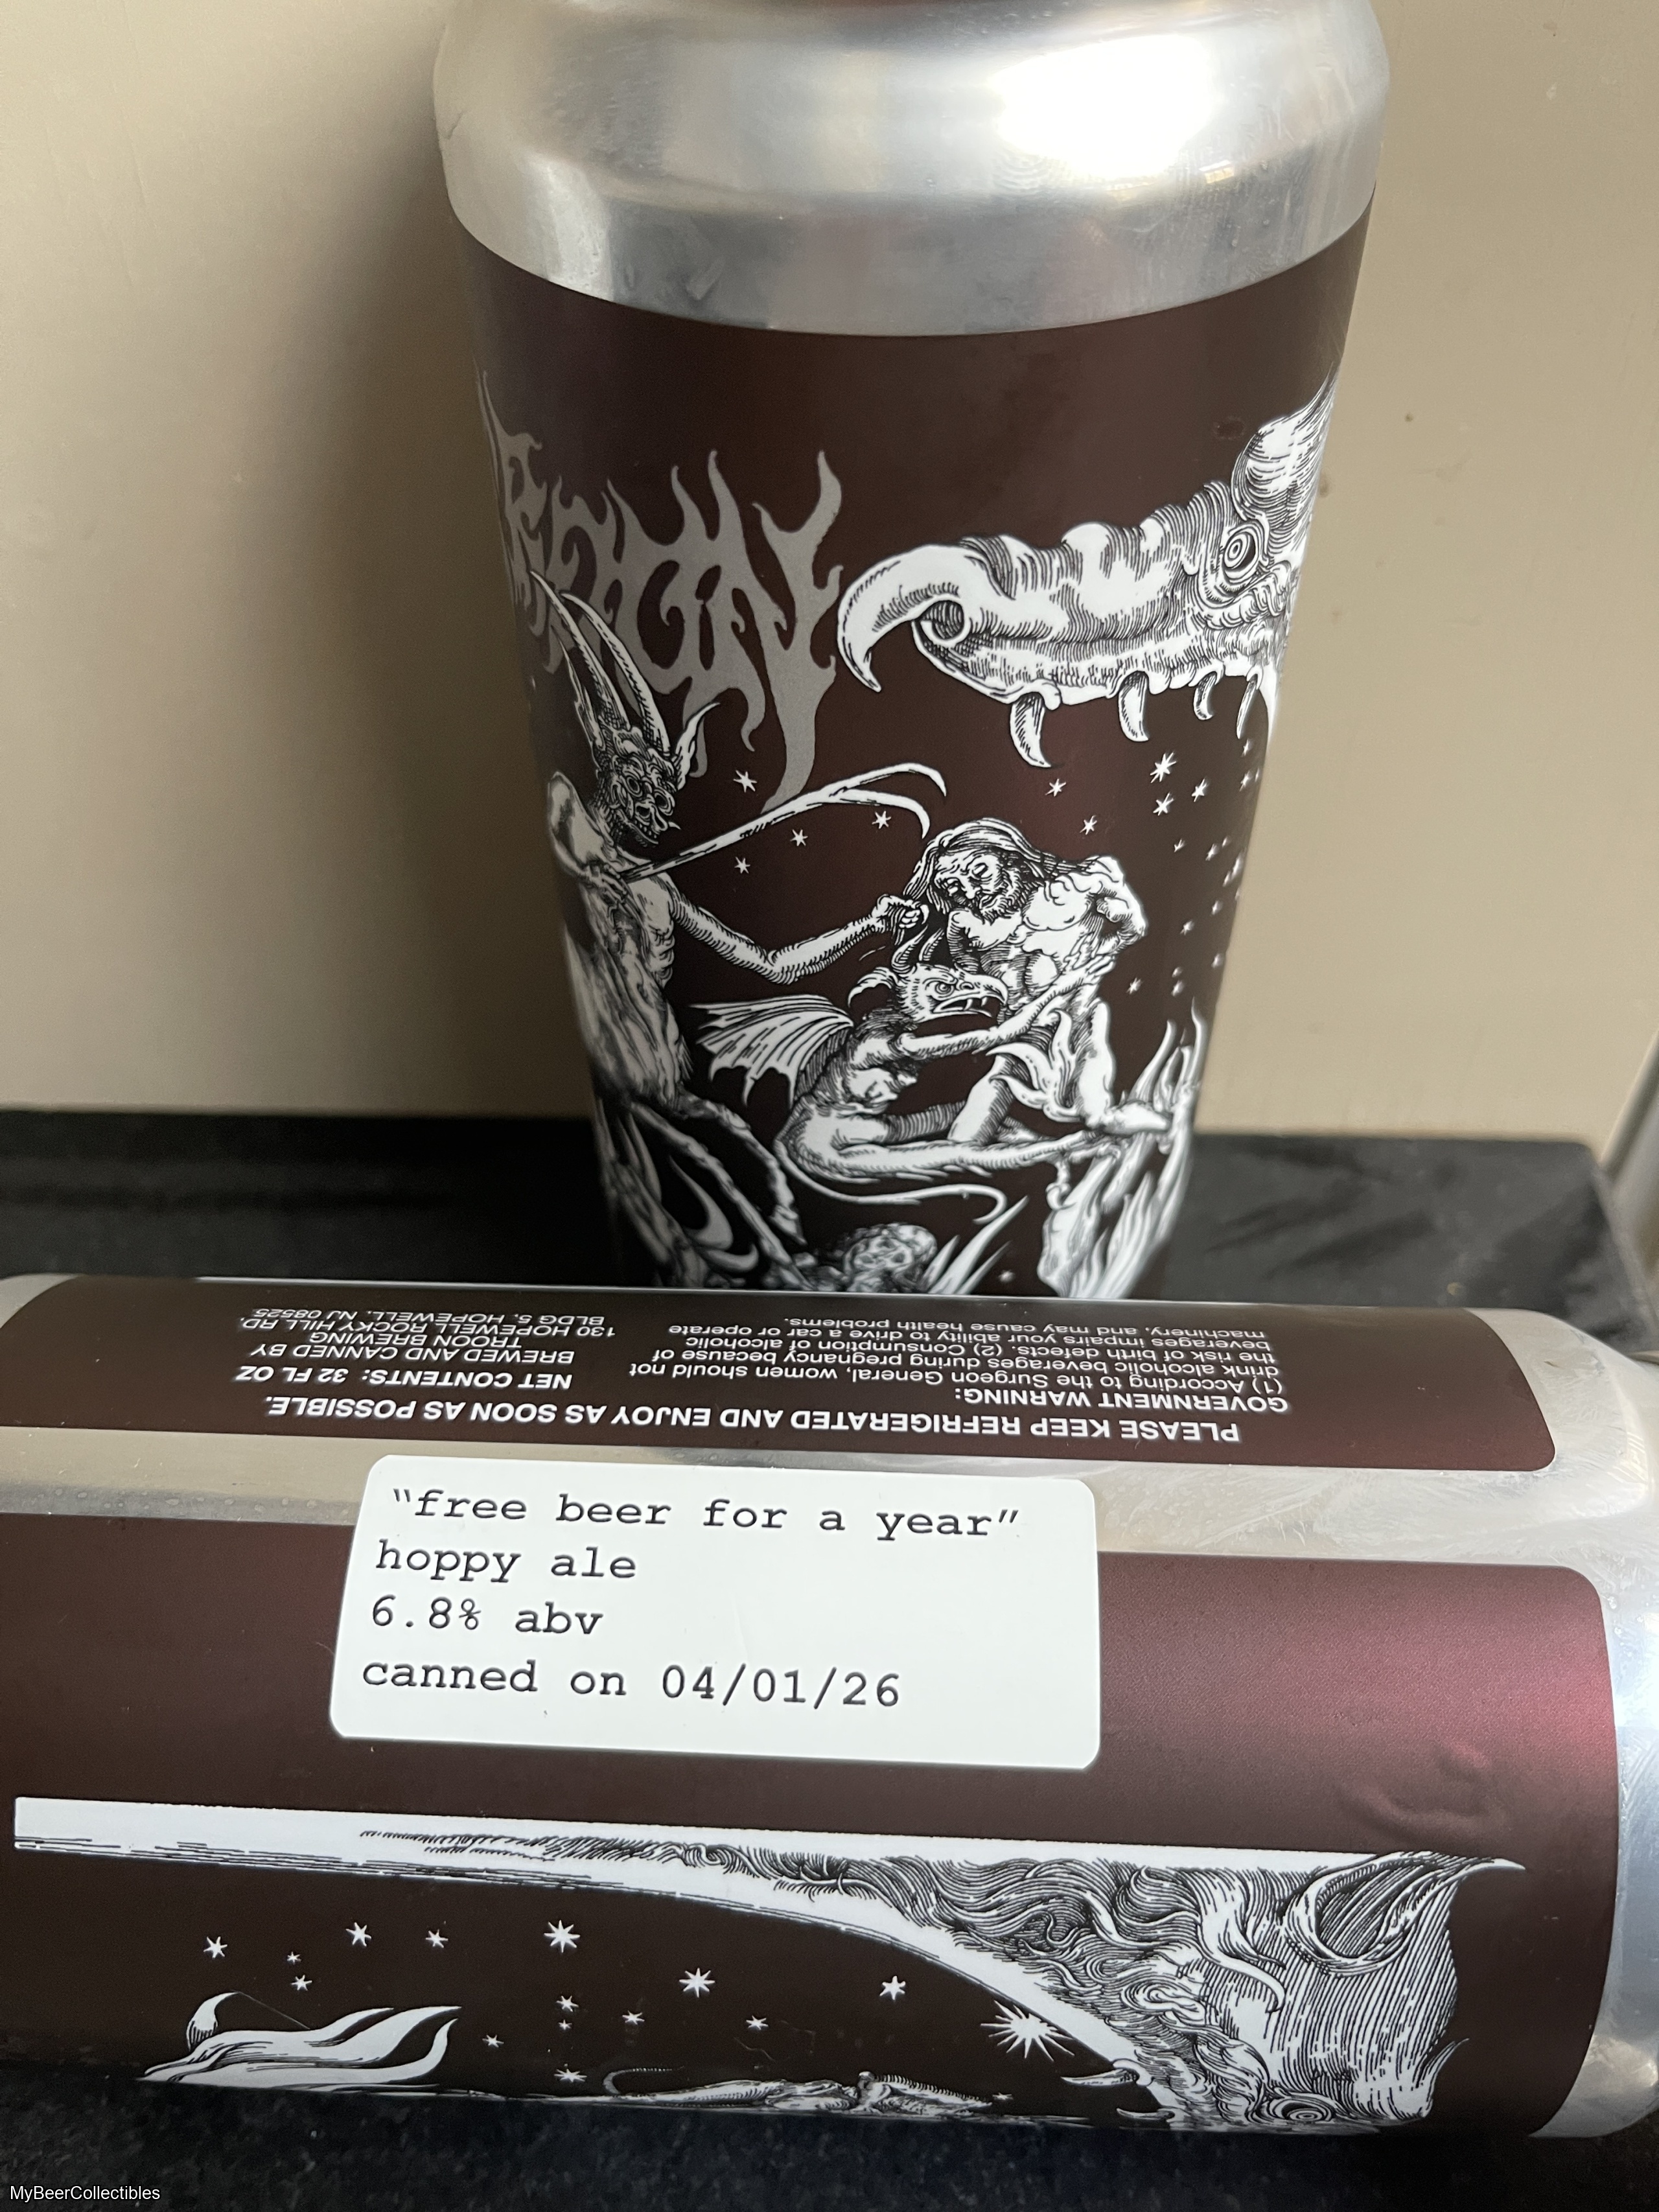 PLEASE KEEP REFRIGERATED AND ENJOY AS SOON AS POSSIBLE.
GOVERNMENT WARNING:
(1) According to the Surgeon General, women should not
drink alcoholic beverages during pregnancy because of
the risk of birth defects. (2) Consumption of alcoholic
beverages impairs your ability to drive a car or operate
machinery, and may cause health problems.
NET CONTENTS: 32 FL OZ
BREWED AND CANNED BY
TROON BREWING
130 HOPEWELL ROCKY HILL RD.
BLDG 5, HOPEWELL, NJ 08525
"free beer for a year"
hoppy ale
6.8% abv
canned on 04/01/26
MyBeerCollectibles